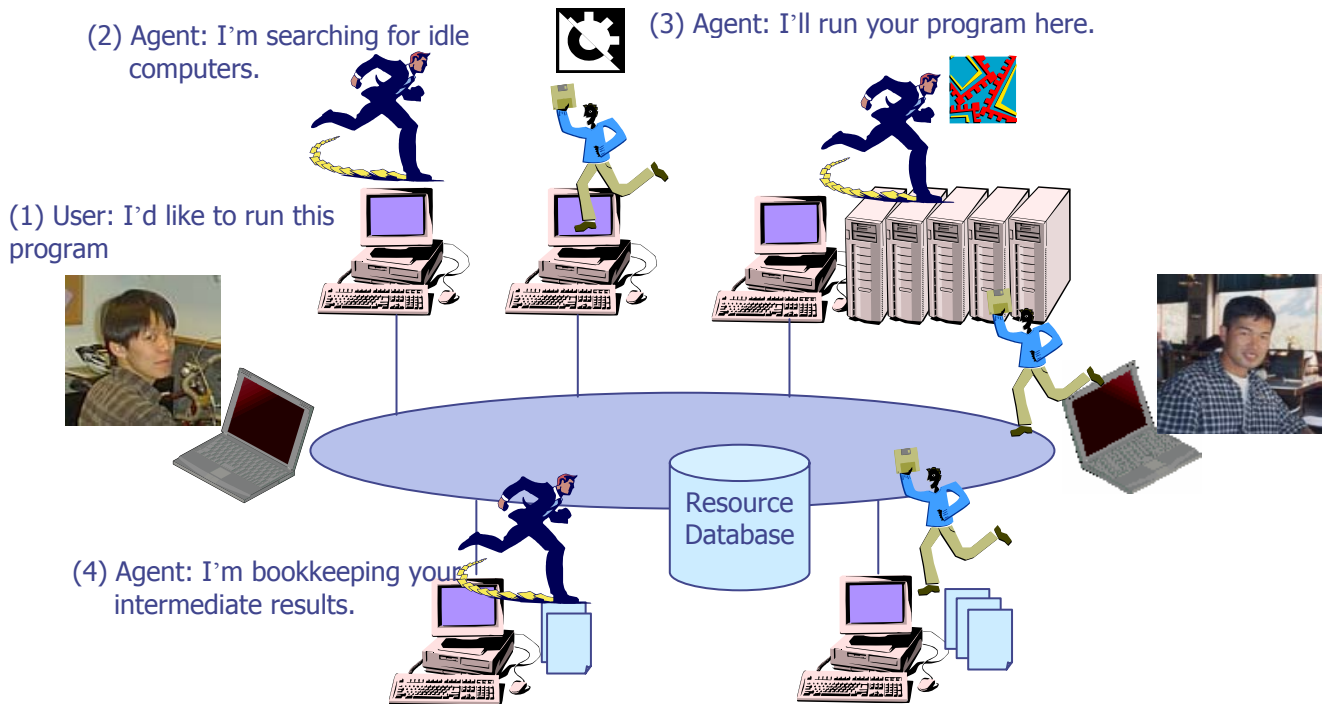 (2) Agent: I’m searching for idle
computers.
(3) Agent: I’ll run your program here.
(1) User: I’d like to run this
program
Resource
Database
(4) Agent: I’m bookkeeping your
intermediate results.